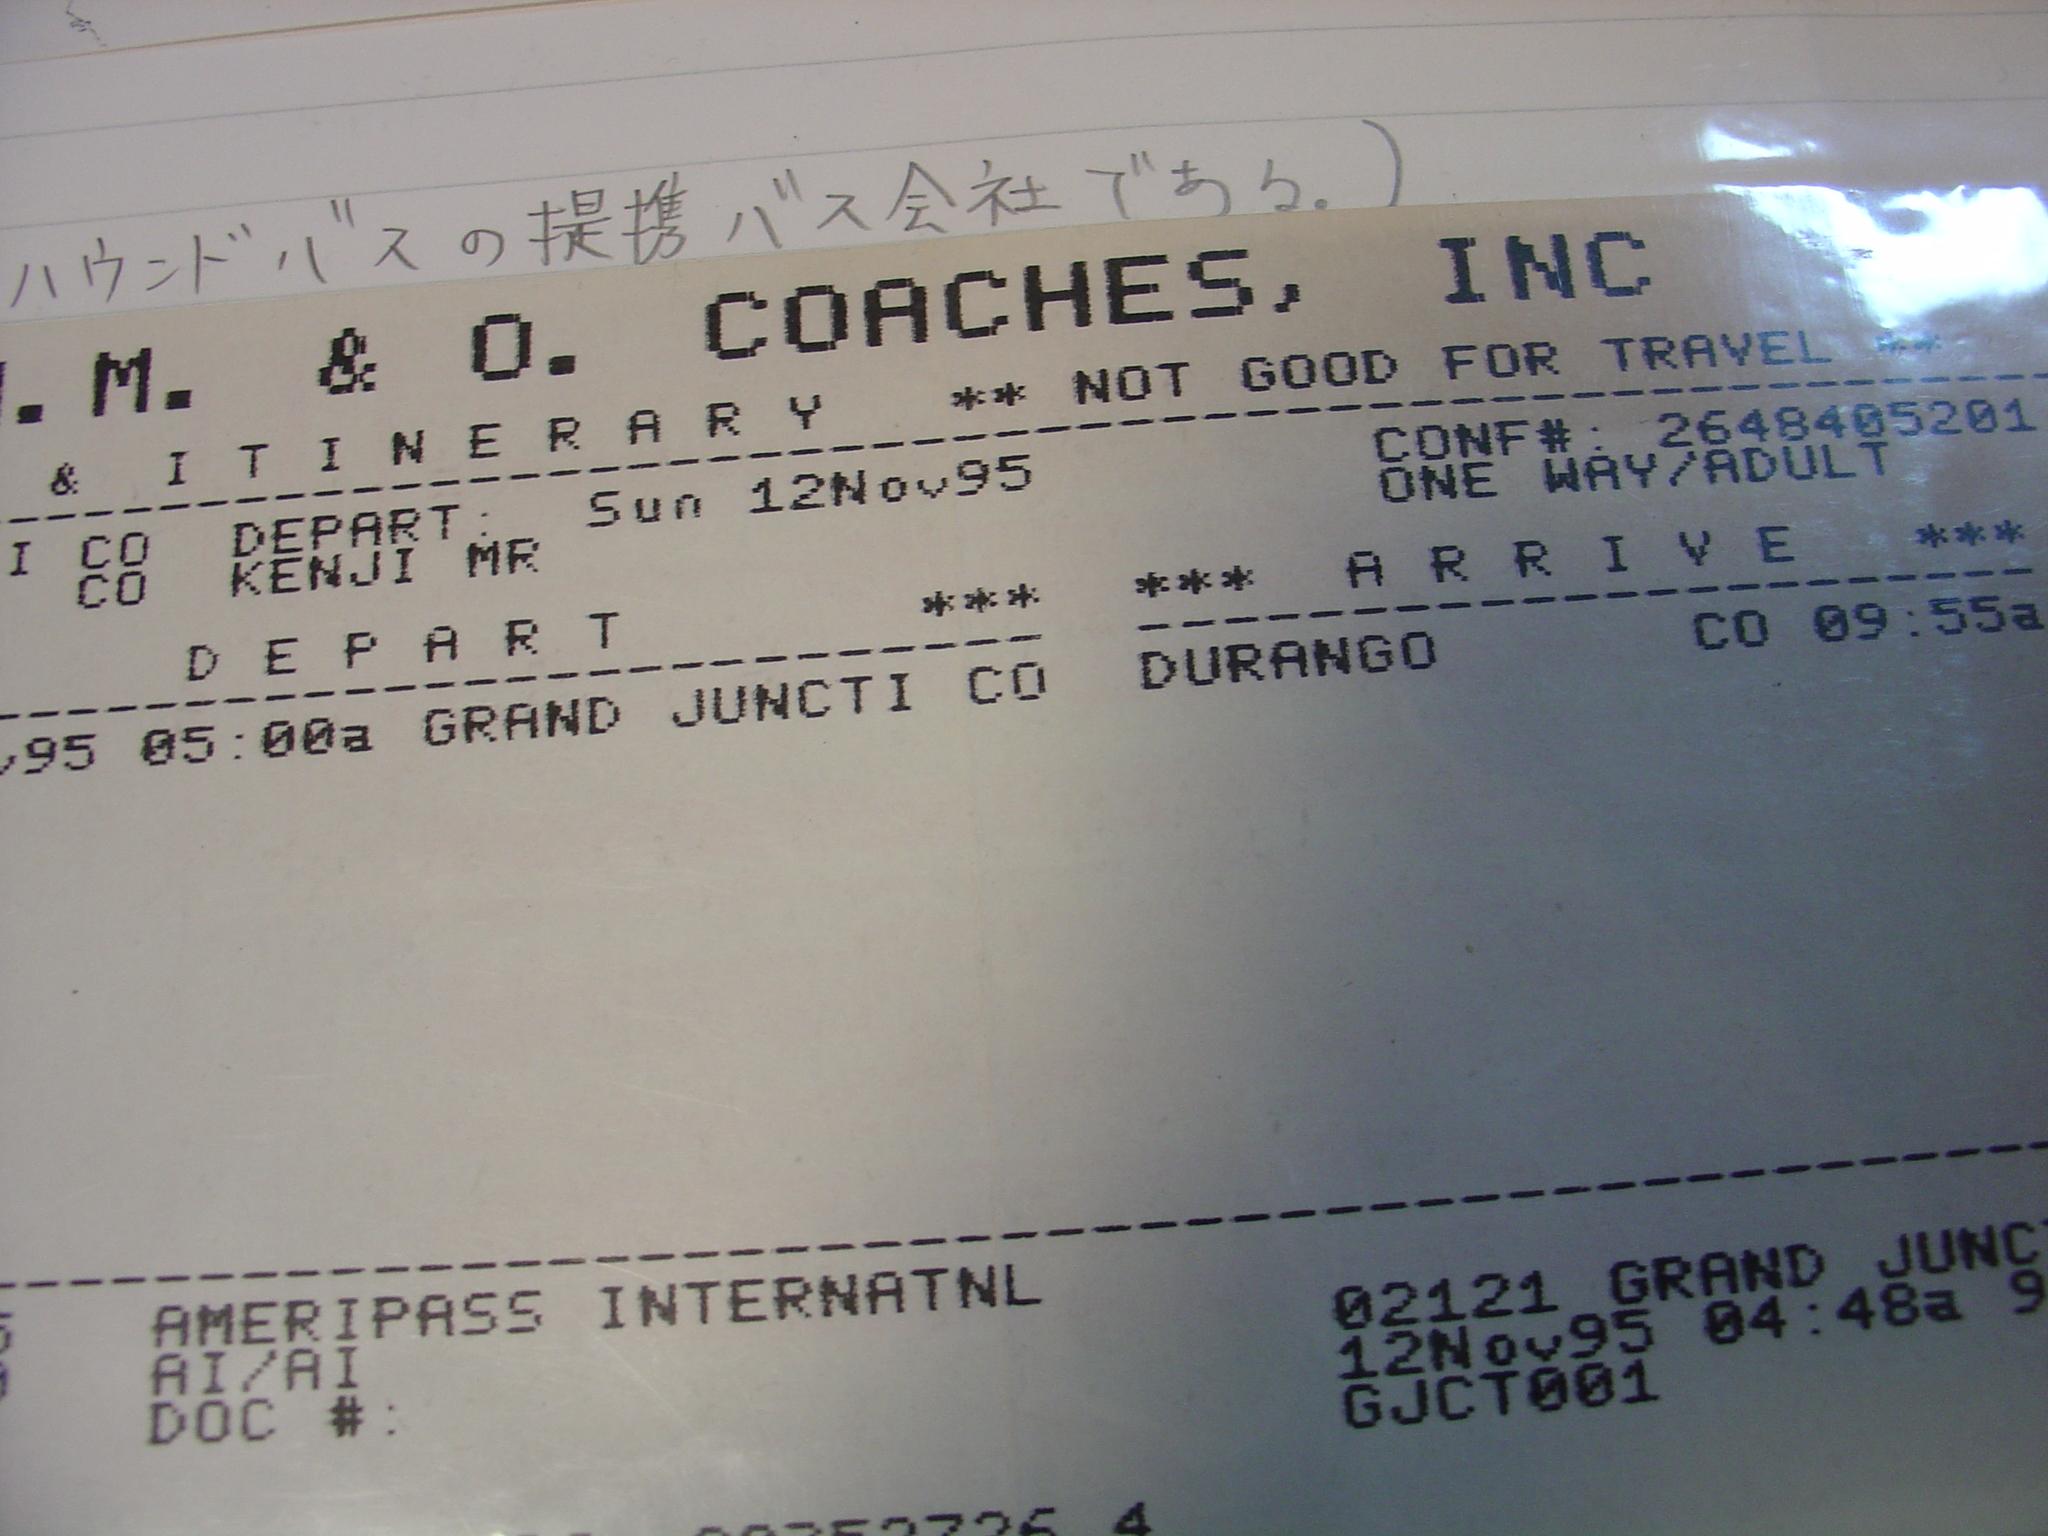 ハウンドバスの提携バス会社である。)
.M. & O. COACHES, INC
& ITINERARY ** NOT GOOD FOR TRAVEL **
CONF#: 2648405201
I CO DEPART: Sun 12Nov95 ONE WAY/ADULT
CO KENJI MR
DEPART *** *** ARRIVE ***
95 05:00a GRAND JUNCTI CO DURANGO CO 09:55a
AMERIPASS INTERNATNL 02121 GRAND JUNC
AI/AI 12Nov95 04:48a 9
DOC #: GJCT001